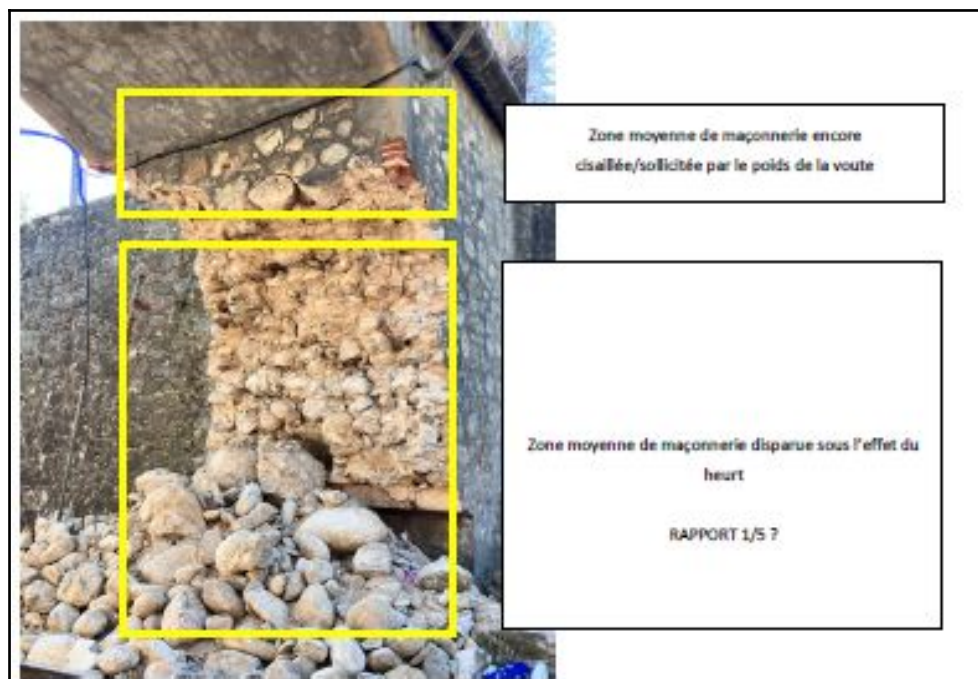 Zone moyenne de maçonnerie encore
cisaillée/sollicitée par le poids de la voute
Zone moyenne de maçonnerie disparue sous l'effet du
heurt
RAPPORT 1/5 ?